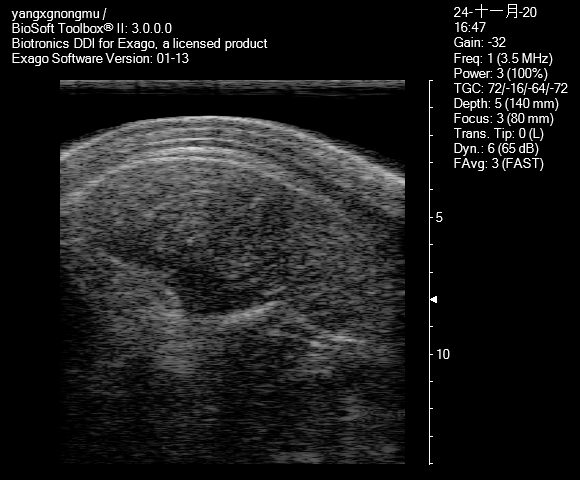 yangxgnongmu /
BioSoft Toolbox® II: 3.0.0.0
Biotronics DDI for Exago, a licensed product
Exago Software Version: 01-13
24-十一月-20
16:47
Gain: -32
Freq: 1 (3.5 MHz)
Power: 3 (100%)
TGC: 72/-16/-64/-72
Depth: 5 (140 mm)
Focus: 3 (80 mm)
Trans. Tip: 0 (L)
Dyn.: 6 (65 dB)
FAvg: 3 (FAST)
5
10